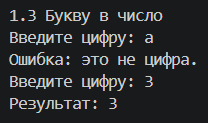 1.3 Букву в число
Введите цифру: а
Ошибка: это не цифра.
Введите цифру: 3
Результат: 3